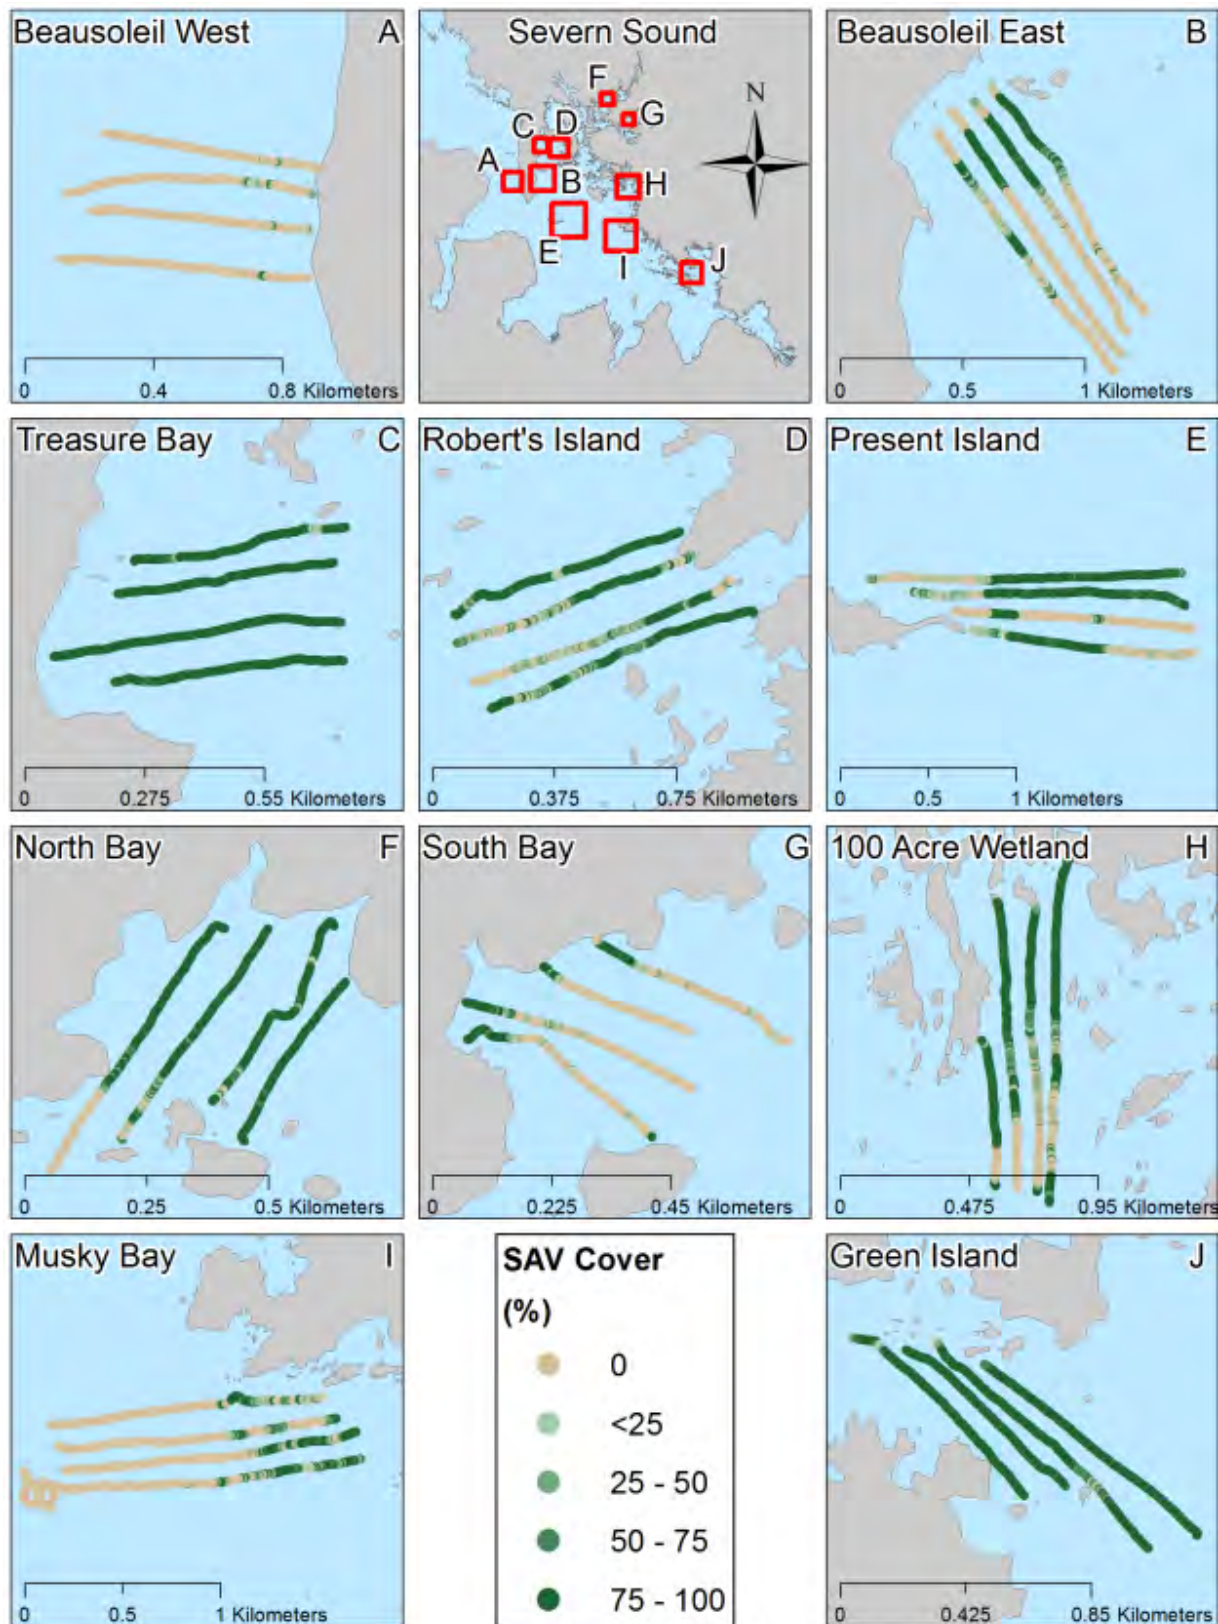 Beausoleil West A
0 0.4 0.8 Kilometers
Severn Sound
N
F
G
C D
A
B H
E
I J
Beausoleil East B
0 0.5 1 Kilometers
Treasure Bay C
0 0.275 0.55 Kilometers
Robert's Island D
0 0.375 0.75 Kilometers
Present Island E
0 0.5 1 Kilometers
North Bay F
0 0.25 0.5 Kilometers
South Bay G
0 0.225 0.45 Kilometers
100 Acre Wetland H
0 0.475 0.95 Kilometers
Musky Bay I
0 0.5 1 Kilometers
SAV Cover
(%)
0
<25
25 - 50
50 - 75
75 - 100
Green Island J
0 0.425 0.85 Kilometers